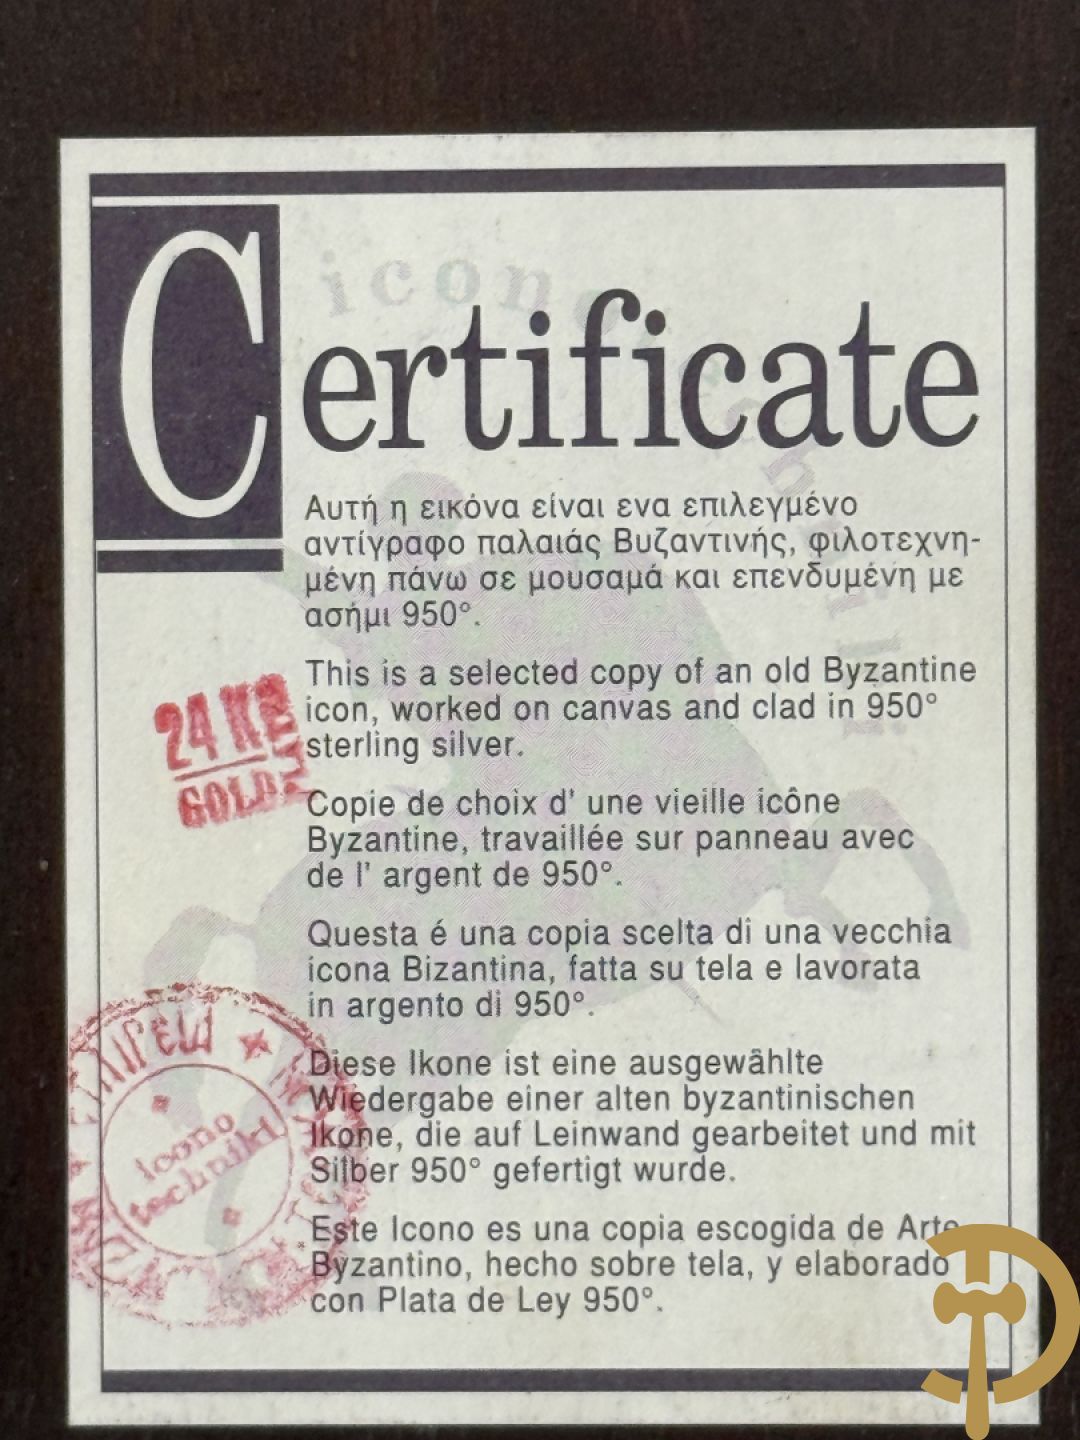 Certificate
Αυτή η εικόνα είναι ενα επιλεγμένο
αντίγραφο παλαιάς Βυζαντινής, φιλοτεχνη-
μένη πάνω σε μουσαμά και επενδυμένη με
ασήμι 950°.
This is a selected copy of an old Byzantine
icon, worked on canvas and clad in 950°
sterling silver.
24
GOLD
Copie de choix d' une vieille icône
Byzantine, travaillée sur panneau avec
de l' argent de 950°.
Questa é una copia scelta di una vecchia
icona Bizantina, fatta su tela e lavorata
in argento di 950°.
Diese Ikone ist eine ausgewâhlte
Wiedergabe einer alten byzantinischen
Ikone, die auf Leinwand gearbeitet und mit
Silber 950° gefertigt wurde.
Icono
techniki
Este Icono es una copia escogida de Arte
Byzantino, hecho sobre tela, y elaborado
con Plata de Ley 950°.